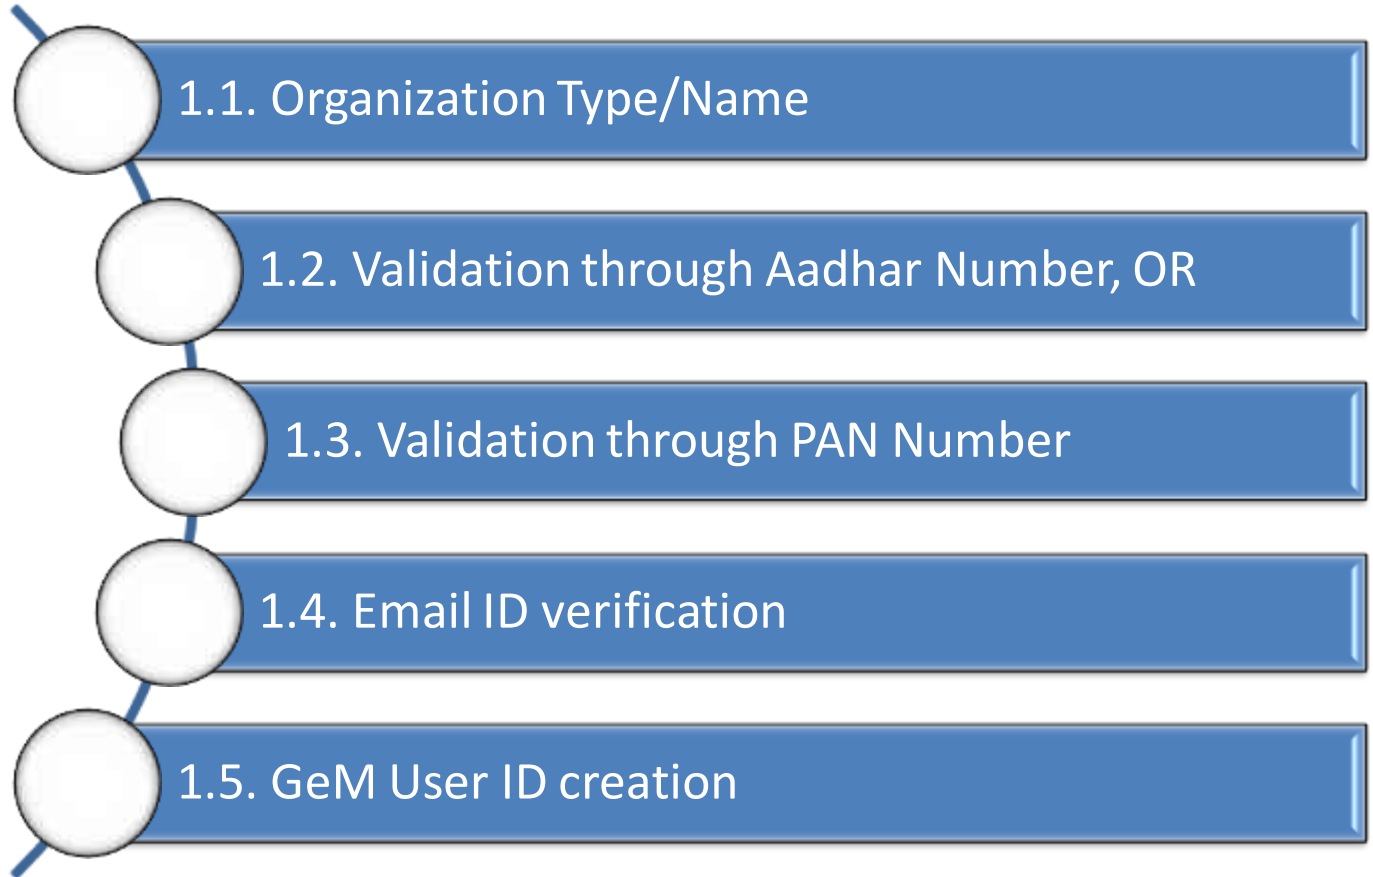 1.1. Organization Type/Name
1.2. Validation through Aadhar Number, OR
1.3. Validation through PAN Number
1.4. Email ID verification
1.5. GeM User ID creation